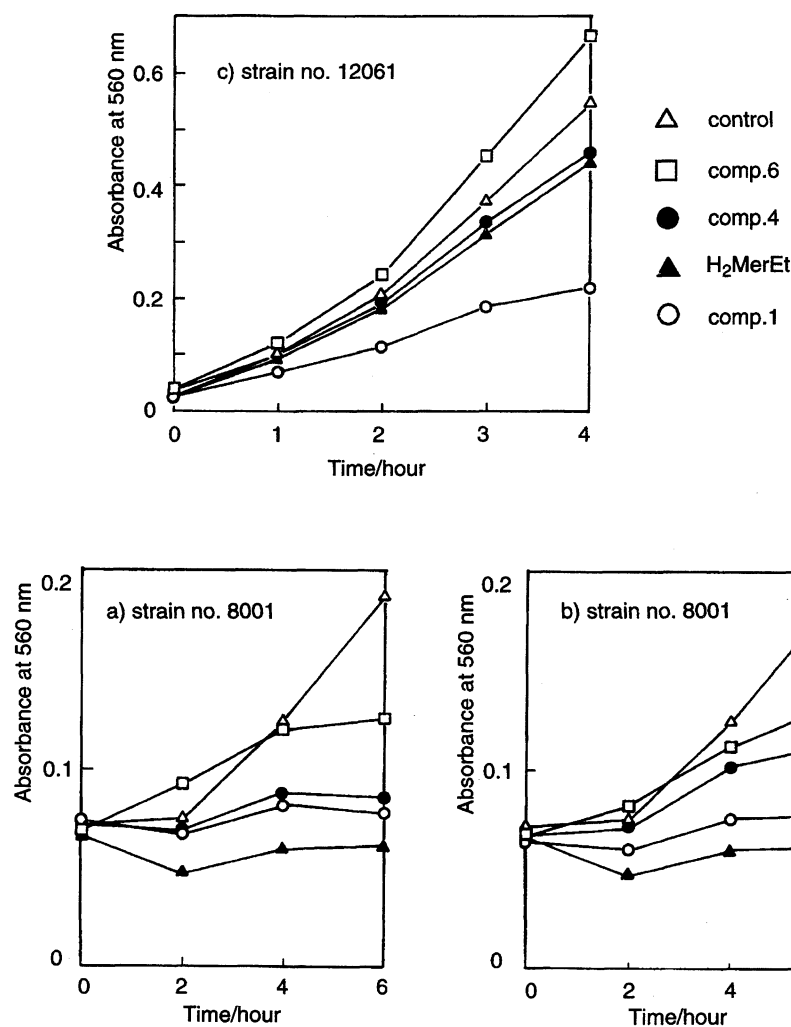 c) strain no. 12061
Absorbance at 560 nm
0.6
0.4
0.2
0
0 1 2 3 4
Time/hour
control
comp.6
comp.4
H₂MerEt
comp.1
a) strain no. 8001
Absorbance at 560 nm
0.2
0.1
0
0 2 4 6
Time/hour
b) strain no. 8001
Absorbance at 560 nm
0.2
0.1
0
0 2 4
Time/hour